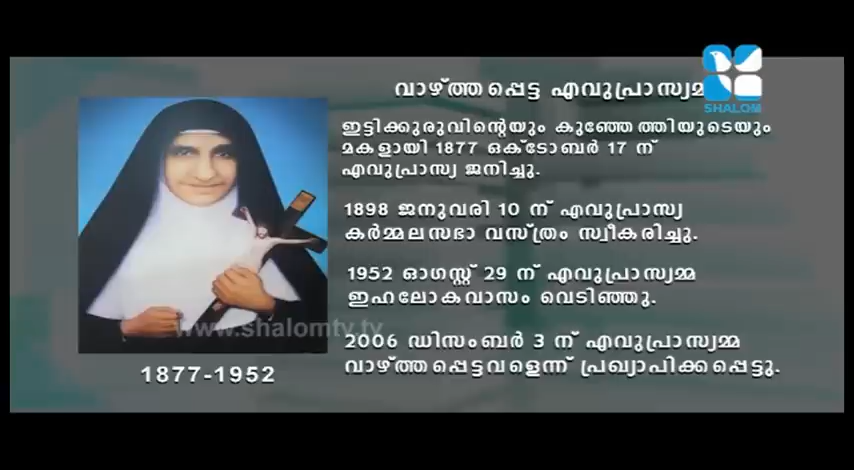 SHALOM
വാഴ്ത്തപ്പെട്ട എവുപ്രാസ്യമ്മ
ഇട്ടിക്കുരുവിന്റെയും കുഞ്ഞേത്തിയുടെയും
മകളായി 1877 ഒക്ടോബർ 17 ന്
എവുപ്രാസ്യ ജനിച്ചു.
1898 ജനുവരി 10 ന് എവുപ്രാസ്യ
കർമ്മലസഭാ വസ്ത്രം സ്വീകരിച്ചു.
1952 ഓഗസ്റ്റ് 29 ന് എവുപ്രാസ്യമ്മ
ഇഹലോകവാസം വെടിഞ്ഞു.
2006 ഡിസംബർ 3 ന് എവുപ്രാസ്യമ്മ
വാഴ്ത്തപ്പെട്ടവളെന്ന് പ്രഖ്യാപിക്കപ്പെട്ടു.
www.shalomtv.tv
1877-1952